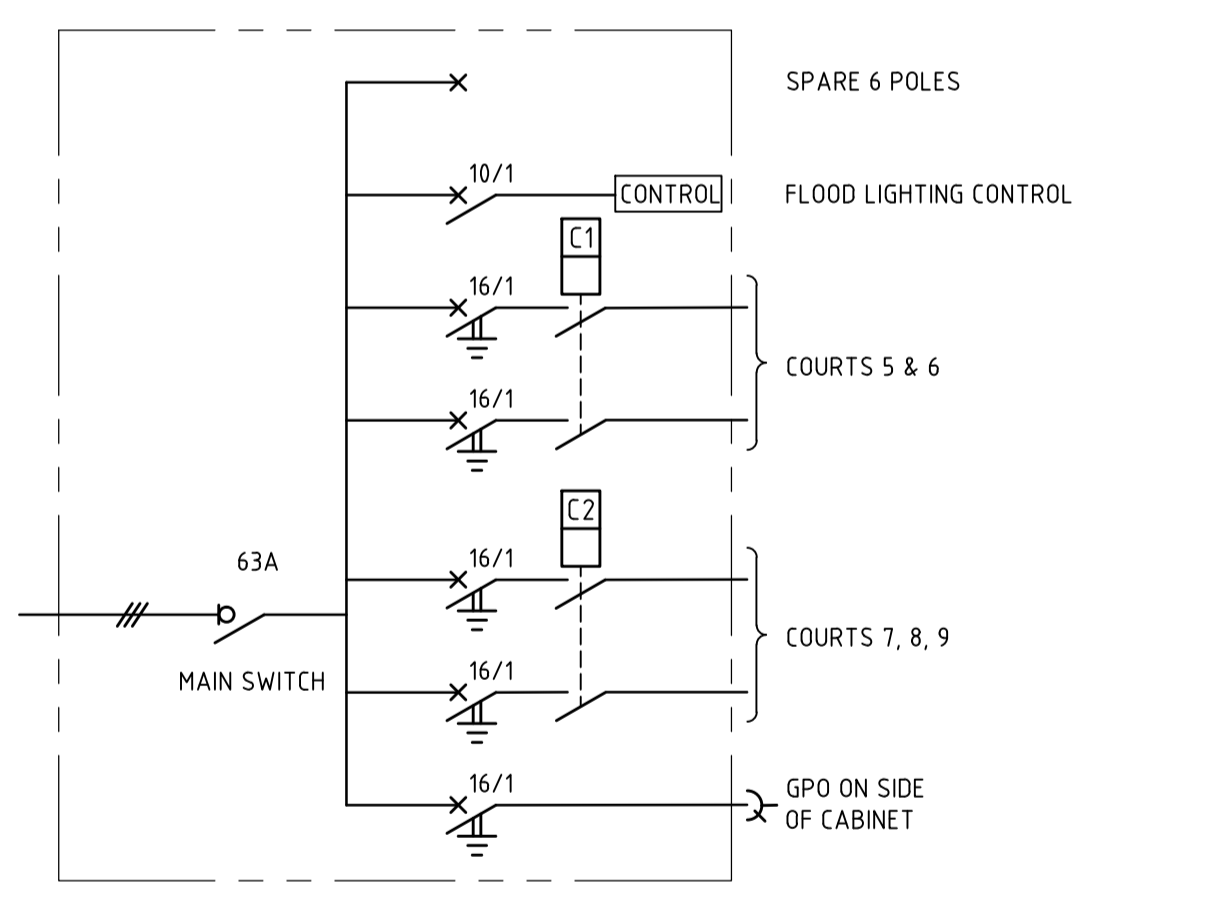 SPARE 6 POLES
10/1
CONTROL
FLOOD LIGHTING CONTROL
C1
16/1
16/1
COURTS 5 & 6
C2
63A
16/1
COURTS 7, 8, 9
MAIN SWITCH
16/1
16/1
GPO ON SIDE
OF CABINET